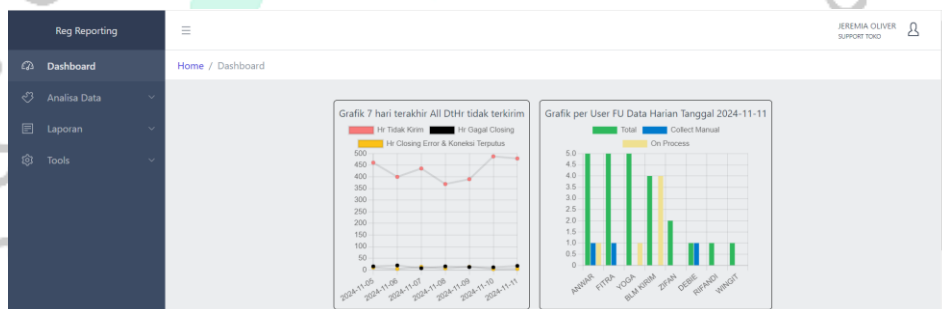 Reg Reporting
JEREMIA OLIVER
SUPPORT TOKO
Dashboard
Analisa Data
Laporan
Tools
Home / Dashboard
Grafik 7 hari terakhir All DtHr tidak terkirim
Hr Tidak Kirim Hr Gagal Closing
Hr Closing Error & Koneksi Terputus
500
450
400
350
300
250
200
150
100
50
0
2024-11-05
2024-11-06
2024-11-07
2024-11-08
2024-11-09
2024-11-10
2024-11-11
Grafik per User FU Data Harian Tanggal 2024-11-11
Total Collect Manual
On Process
5.0
4.5
4.0
3.5
3.0
2.5
2.0
1.5
1.0
0.5
0
ANWAR
FITRA
YOGA
BLM KIRIM
ZIFAN
DEBIE
RIFANDI
WINGIT